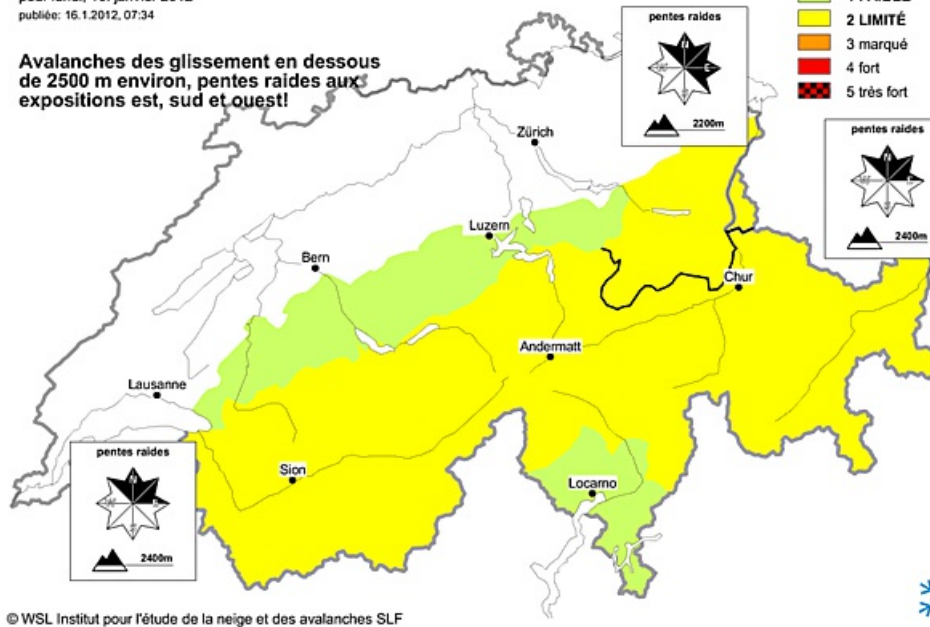 publiée: 16.1.2012, 07:34
Avalanches des glissement en dessous
de 2500 m environ, pentes raides aux
expositions est, sud et ouest!
2 LIMITÉ
3 marqué
4 fort
5 très fort
pentes raides
N
E
S
W
2200m
pentes raides
N
E
S
W
2400m
Zürich
Luzern
Bern
Chur
Andermatt
Lausanne
Sion
Locarno
pentes raides
N
E
S
W
2400m
© WSL Institut pour l'étude de la neige et des avalanches SLF